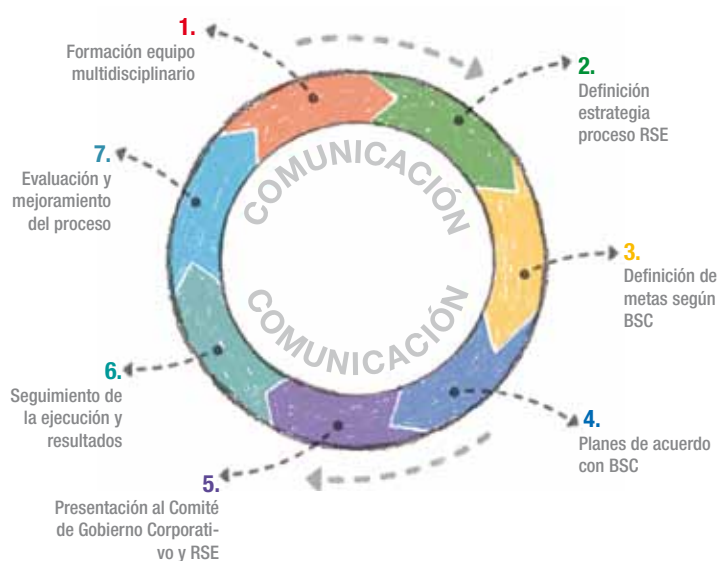 1.
Formación equipo
multidisciplinario
2.
Definición
estrategia
proceso RSE
3.
Definición de
metas según
BSC
4.
Planes de acuerdo
con BSC
5.
Presentación al Comité
de Gobierno Corporati-
vo y RSE
6.
Seguimiento de
la ejecución y
resultados
7.
Evaluación y
mejoramiento
del proceso
COMUNICACIÓN
COMUNICACIÓN